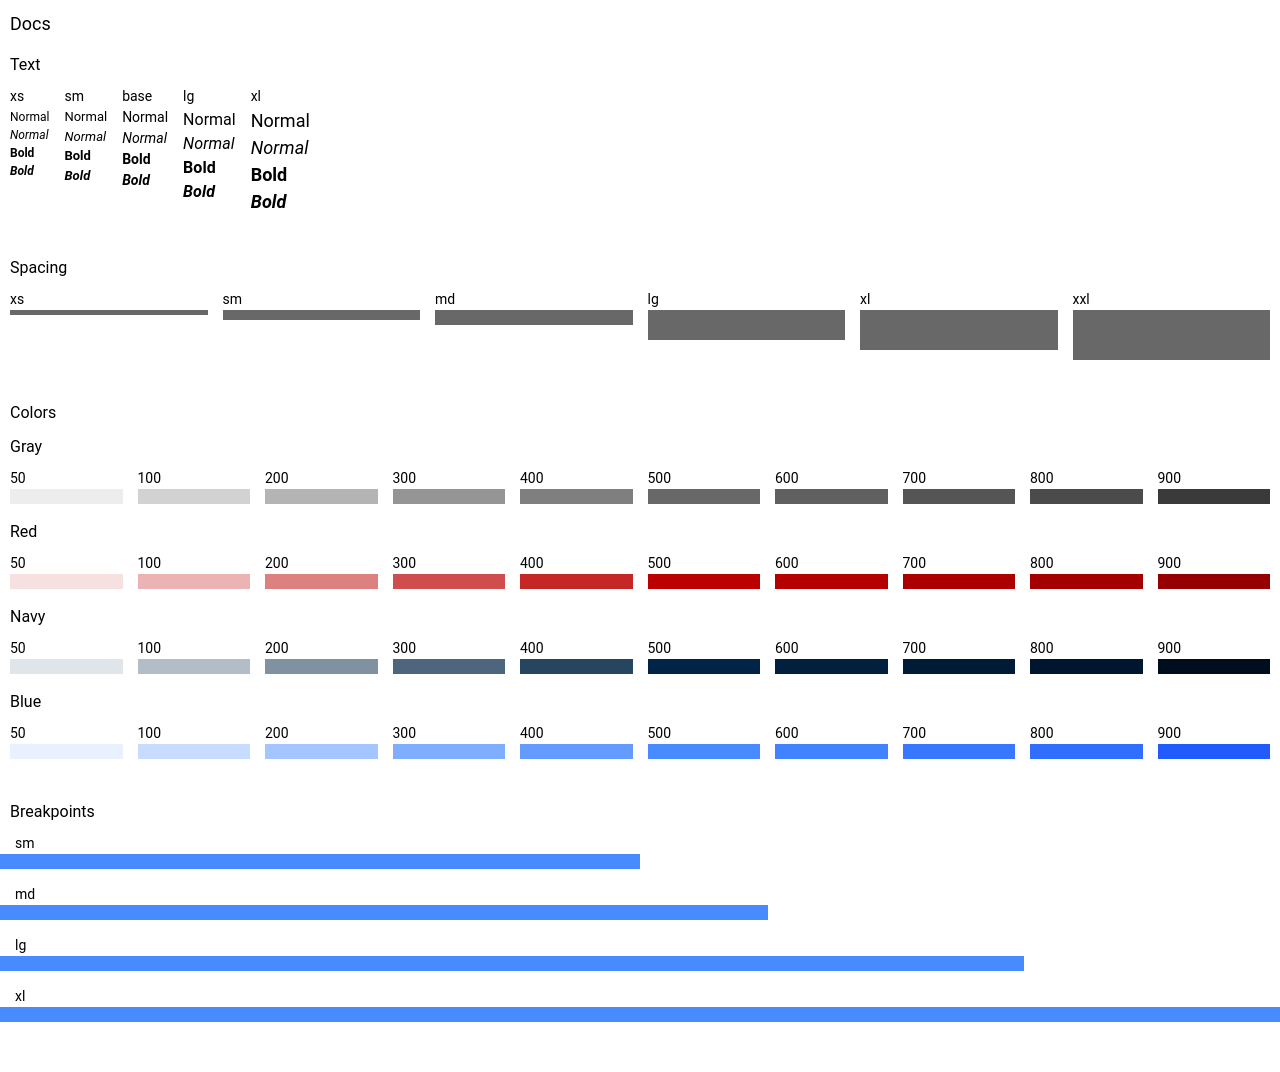 Docs
Text
xs sm base lg xl
Normal Normal Normal Normal Normal
Normal Normal Normal Normal Normal
Bold Bold Bold Bold Bold
Bold Bold Bold Bold Bold
Spacing
xs sm md lg xl xxl
Colors
Gray
50 100 200 300 400 500 600 700 800 900
Red
50 100 200 300 400 500 600 700 800 900
Navy
50 100 200 300 400 500 600 700 800 900
Blue
50 100 200 300 400 500 600 700 800 900
Breakpoints
sm
md
lg
xl